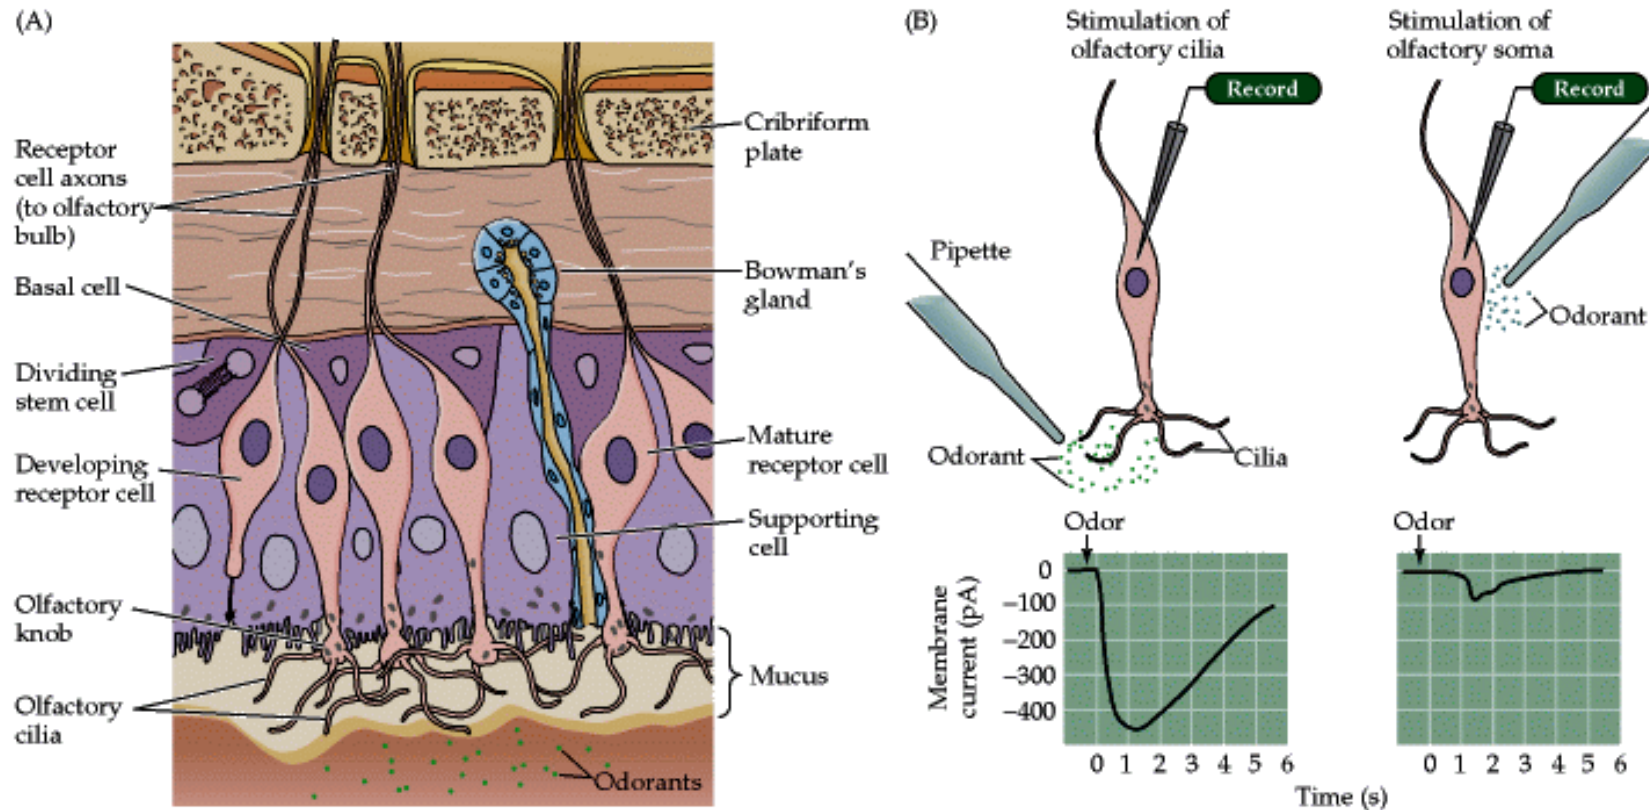 (A)
Receptor
cell axons
(to olfactory
bulb)
Basal cell
Dividing
stem cell
Developing
receptor cell
Olfactory
knob
Olfactory
cilia
Cribriform
plate
Bowman's
gland
Mature
receptor cell
Supporting
cell
Mucus
Odorants
(B)
Stimulation of
olfactory cilia
Record
Pipette
Odorant
Cilia
Stimulation of
olfactory soma
Record
Odorant
Odor
Membrane
current (pA)
0
−100
−200
−300
−400
0 1 2 3 4 5 6
Odor
0 1 2 3 4 5 6
Time (s)